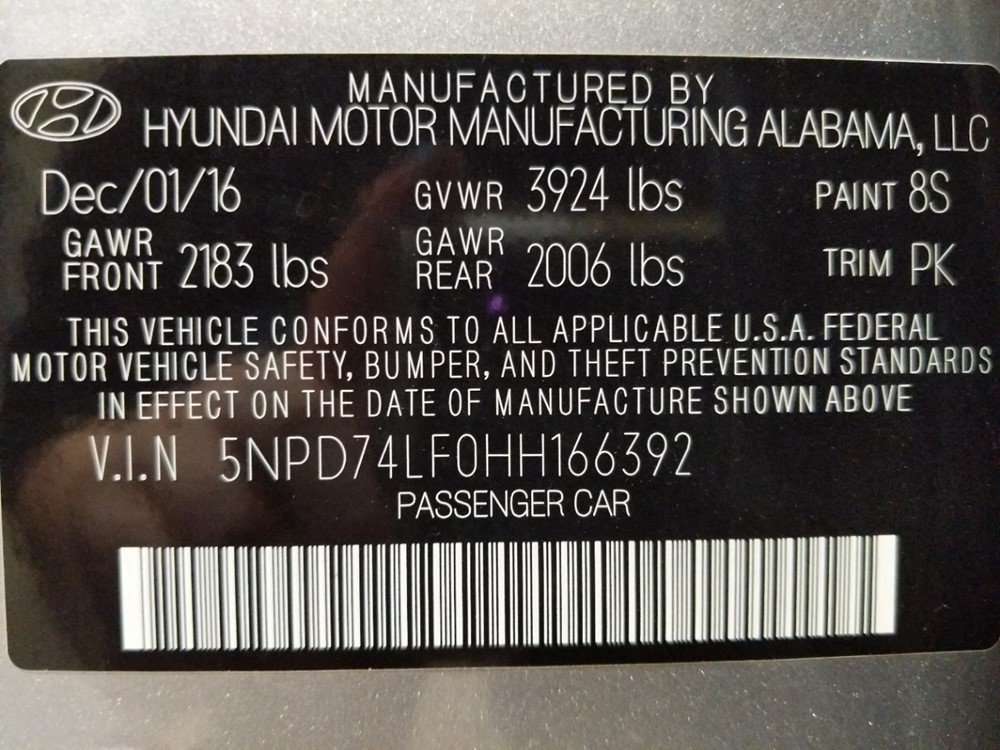 MANUFACTURED BY
HYUNDAI MOTOR MANUFACTURING ALABAMA, LLC
Dec/01/16 GVWR 3924 lbs PAINT 8S
GAWR FRONT 2183 lbs GAWR REAR 2006 lbs TRIM PK
THIS VEHICLE CONFORMS TO ALL APPLICABLE U.S.A. FEDERAL
MOTOR VEHICLE SAFETY, BUMPER, AND THEFT PREVENTION STANDARDS
IN EFFECT ON THE DATE OF MANUFACTURE SHOWN ABOVE
V.I.N 5NPD74LF0HH166392
PASSENGER CAR